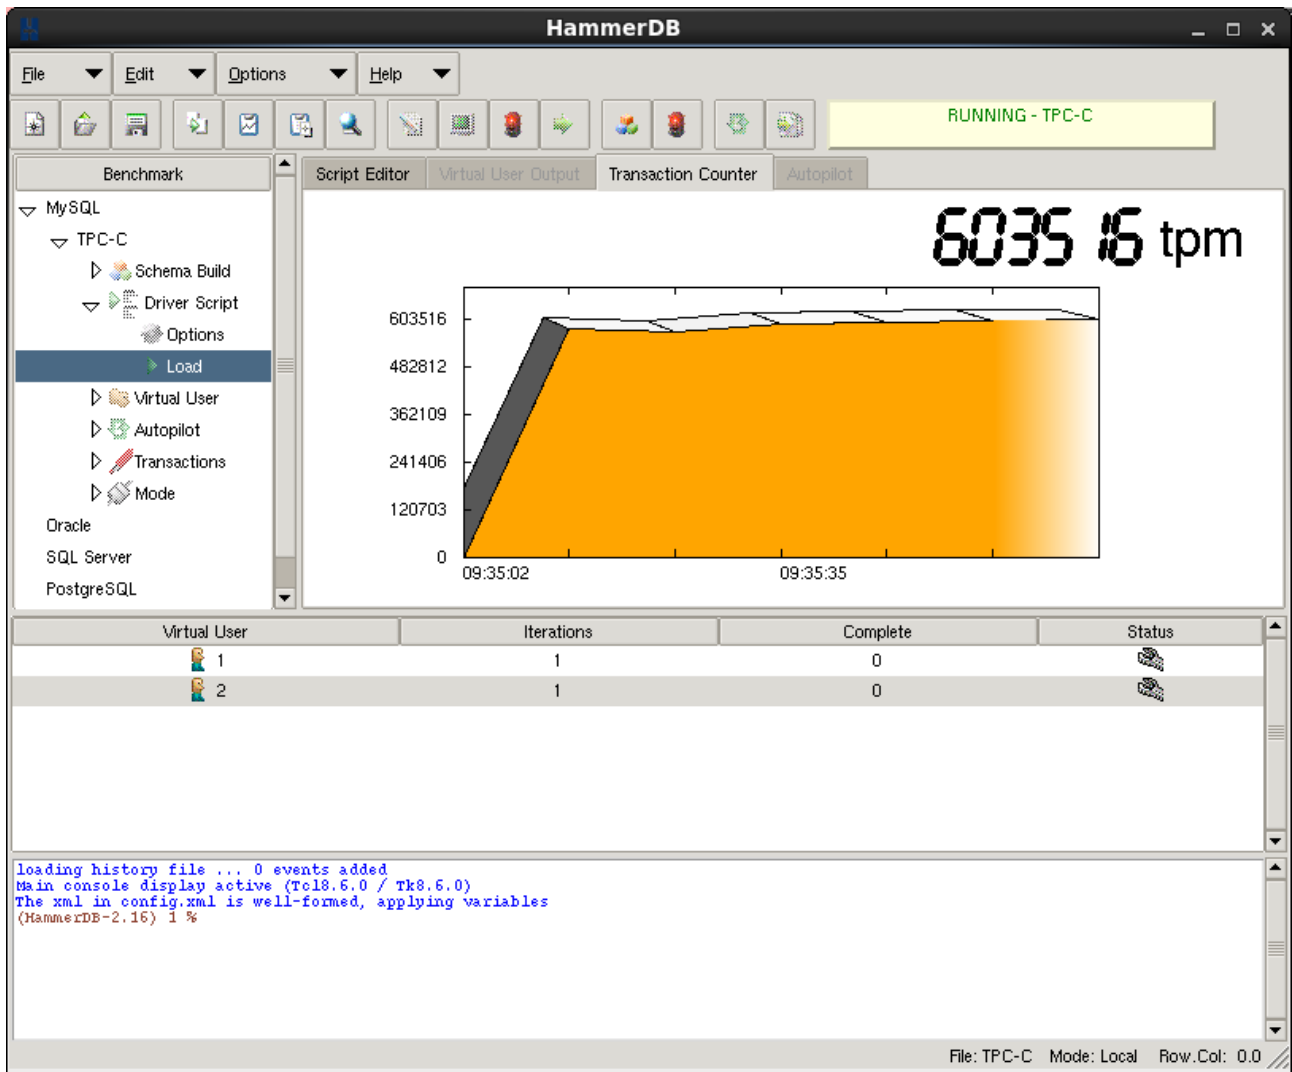 HammerDB
File Edit Options Help
RUNNING - TPC-C
Benchmark
Script Editor Virtual User Output Transaction Counter Autopilot
MySQL
TPC-C
Schema Build
Driver Script
Options
Load
Virtual User
Autopilot
Transactions
Mode
Oracle
SQL Server
PostgreSQL
603516 tpm
603516
482812
362109
241406
120703
0
09:35:02 09:35:35
Virtual User Iterations Complete Status
1 1 0
2 1 0
loading history file ... 0 events added
Main console display active (Tcl8.6.0 / Tk8.6.0)
The xml in config.xml is well-formed, applying variables
(HammerDB-2.16) 1 %
File: TPC-C Mode: Local Row.Col: 0.0